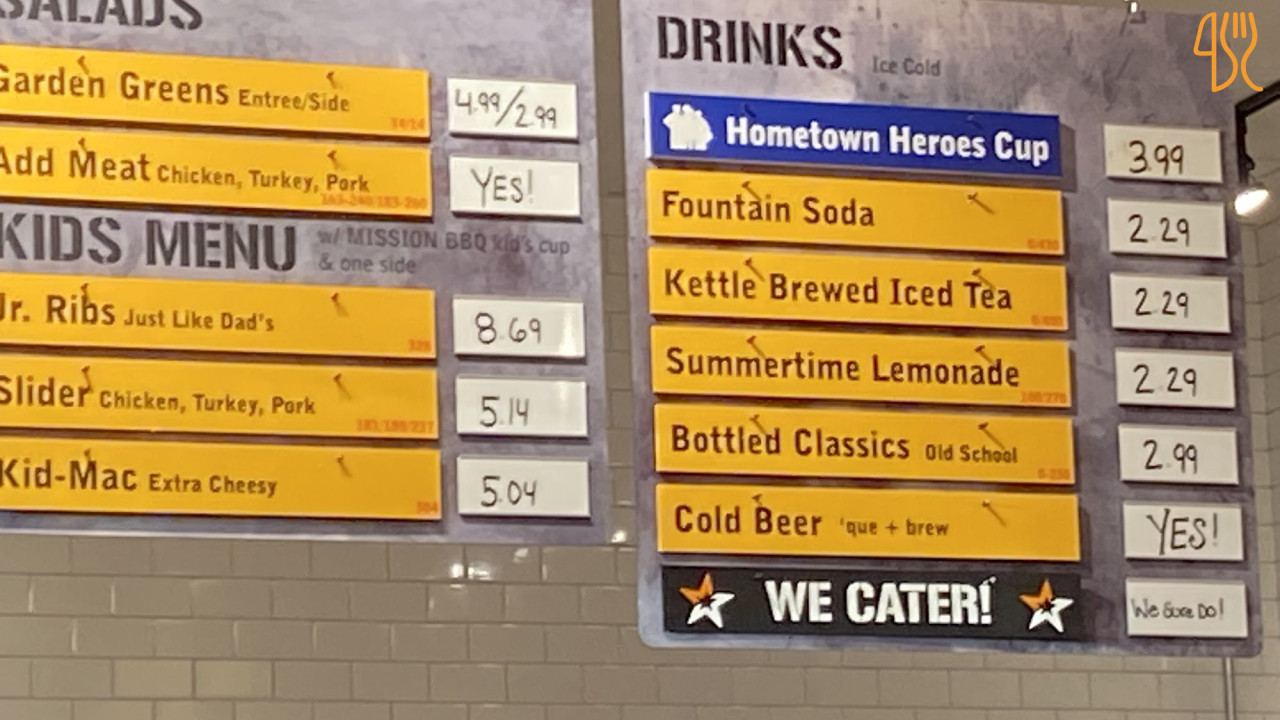 SALADS
Garden Greens Entree/Side 4.99/2.99
Add Meat Chicken, Turkey, Pork YES!
KIDS MENU w/ MISSION BBQ kid's cup
& one side
Jr. Ribs Just Like Dad's 8.69
Slider Chicken, Turkey, Pork 5.14
Kid-Mac Extra Cheesy 5.04
DRINKS Ice Cold
Hometown Heroes Cup 3.99
Fountain Soda 2.29
Kettle Brewed Iced Tea 2.29
Summertime Lemonade 2.29
Bottled Classics Old School 2.99
Cold Beer 'que + brew YES!
WE CATER! We Sure Do!